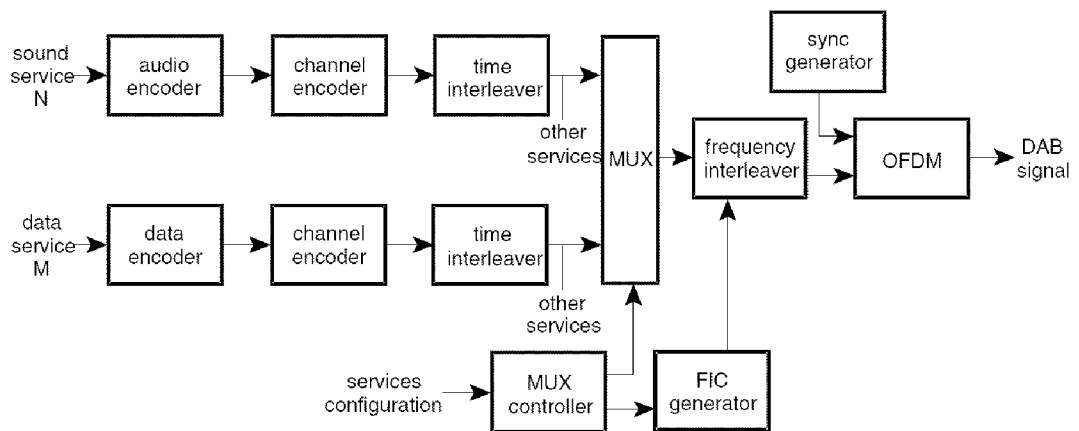 sound
service
N
audio
encoder
channel
encoder
time
interleaver
other
services
MUX
sync
generator
frequency
interleaver
OFDM
DAB
signal
data
service
M
data
encoder
channel
encoder
time
interleaver
other
services
services
configuration
MUX
controller
FIC
generator